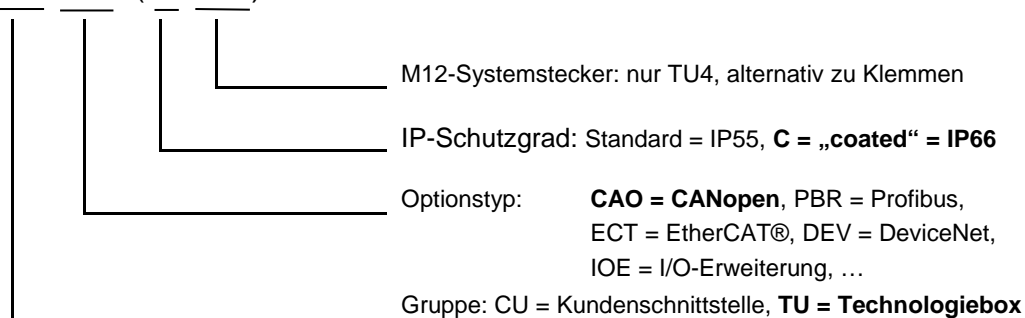 M12-Systemstecker: nur TU4, alternativ zu Klemmen
IP-Schutzgrad: Standard = IP55, C = „coated“ = IP66
Optionstyp: CAO = CANopen, PBR = Profibus,
ECT = EtherCAT®, DEV = DeviceNet,
IOE = I/O-Erweiterung, …
Gruppe: CU = Kundenschnittstelle, TU = Technologiebox